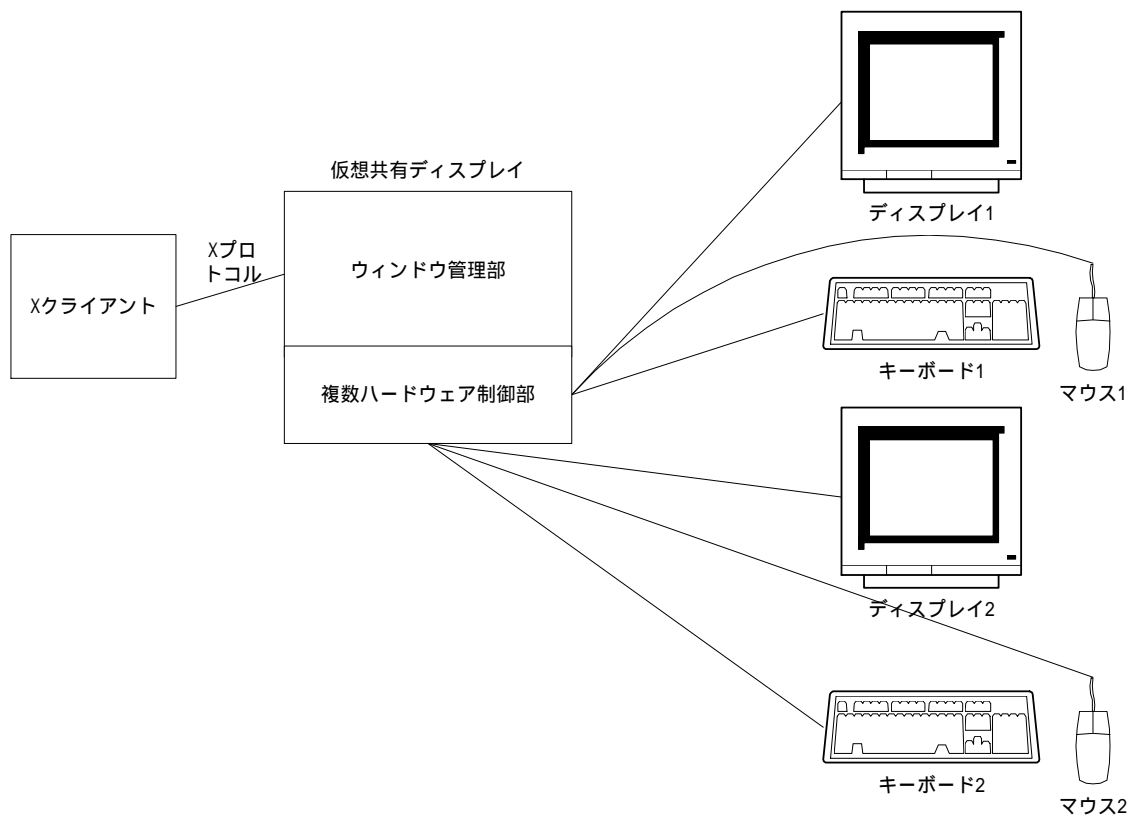 仮想共有ディスプレイ
Xプロ
トコル
Xクライアント
ウィンドウ管理部
複数ハードウェア制御部
ディスプレイ1
キーボード1
マウス1
ディスプレイ2
キーボード2
マウス2